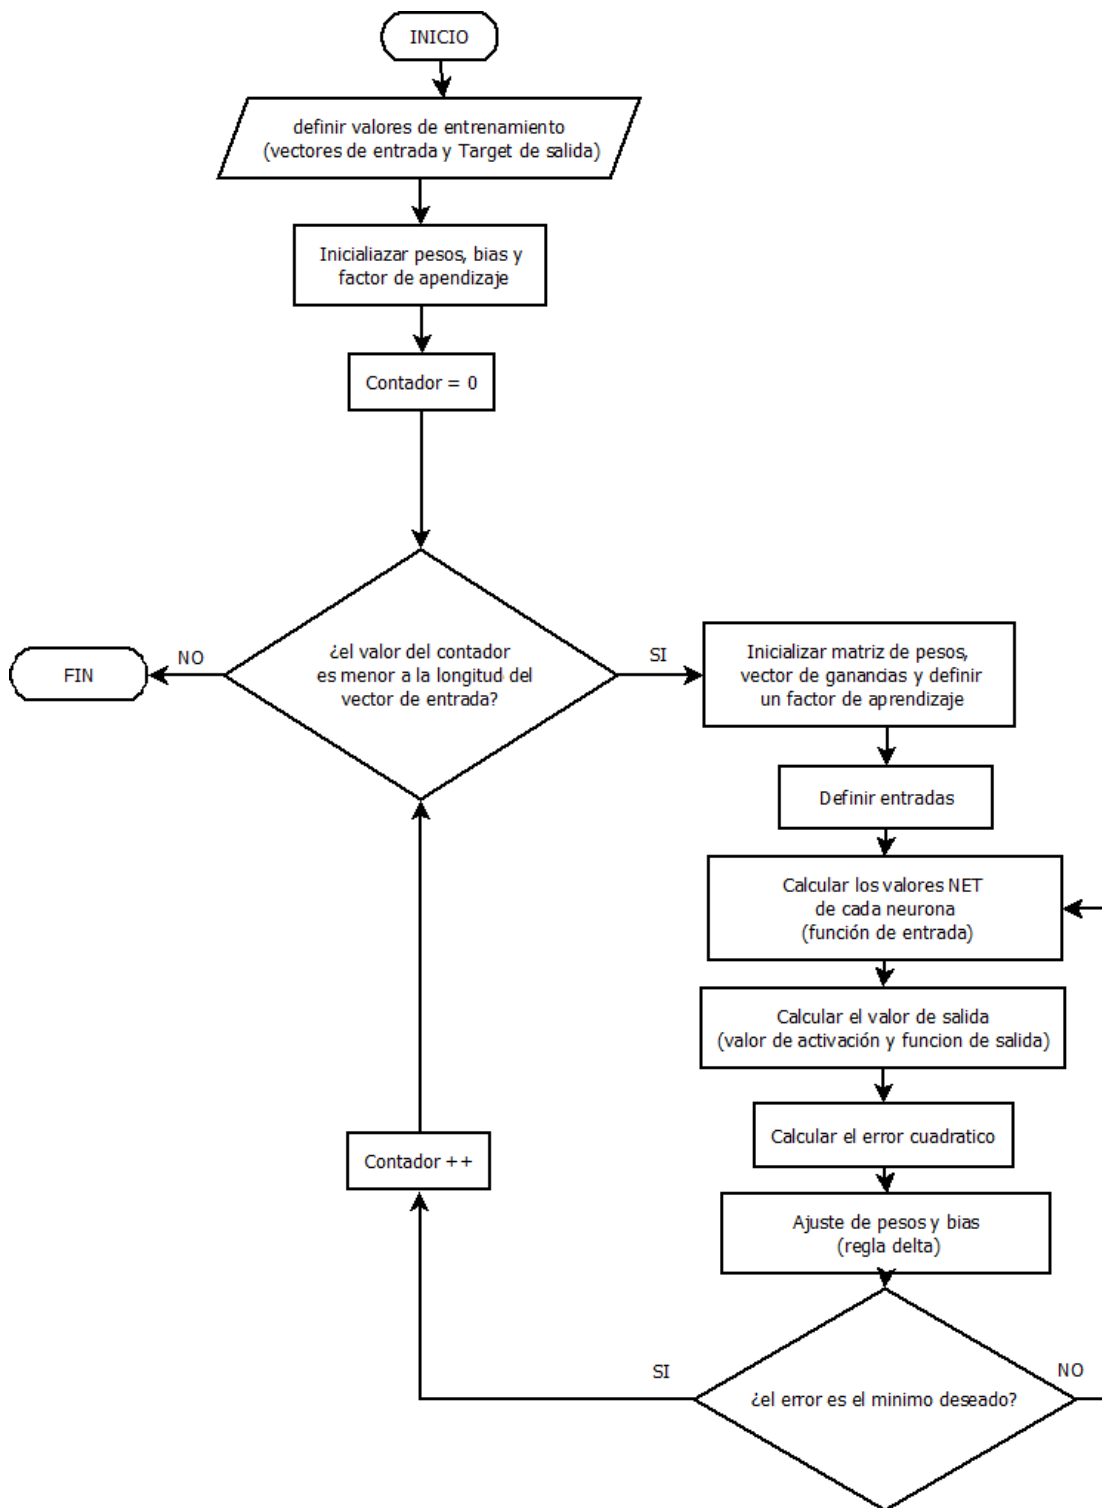 INICIO
definir valores de entrenamiento
(vectores de entrada y Target de salida)
Inicialiazar pesos, bias y
factor de apendizaje
Contador = 0
¿el valor del contador
es menor a la longitud del
vector de entrada?
NO
FIN
SI
Inicializar matriz de pesos,
vector de ganancias y definir
un factor de aprendizaje
Definir entradas
Calcular los valores NET
de cada neurona
(función de entrada)
Calcular el valor de salida
(valor de activación y funcion de salida)
Calcular el error cuadratico
Ajuste de pesos y bias
(regla delta)
¿el error es el minimo deseado?
SI
NO
Contador ++